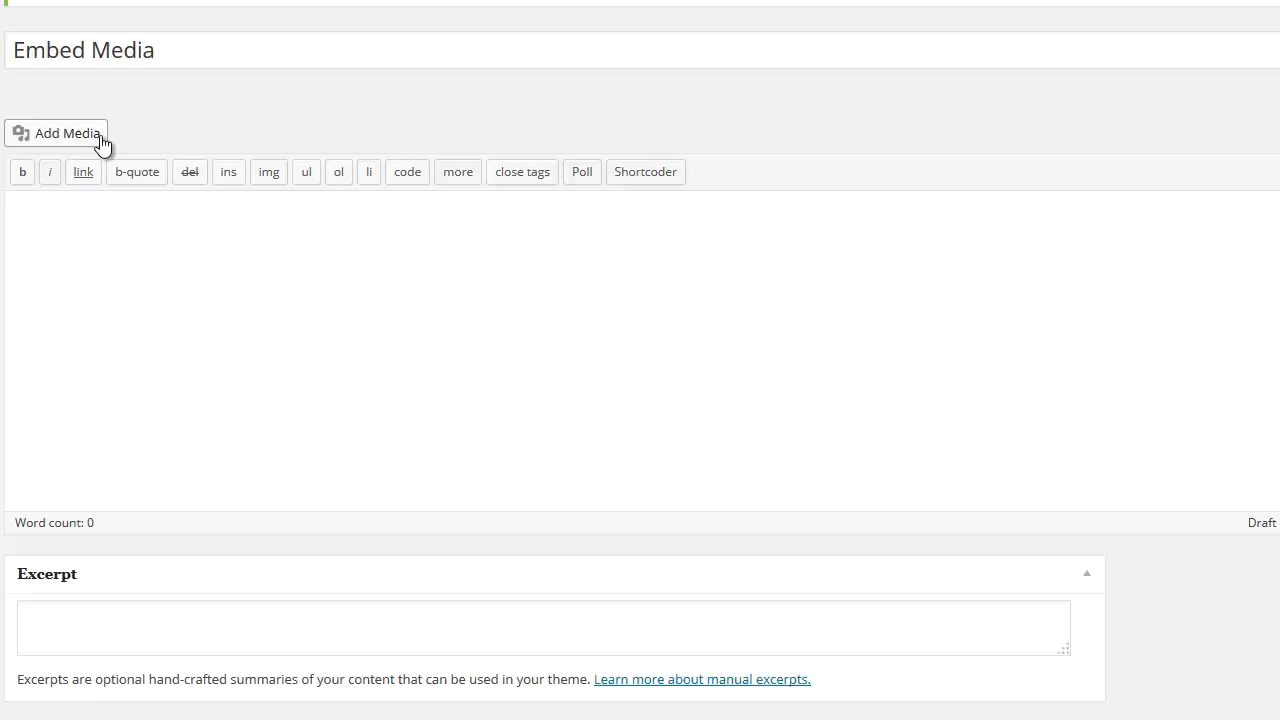 Embed Media
Add Media
b i link b-quote del ins img ul ol li code more close tags Poll Shortcoder
Word count: 0 Draft
Excerpt
Excerpts are optional hand-crafted summaries of your content that can be used in your theme. Learn more about manual excerpts.